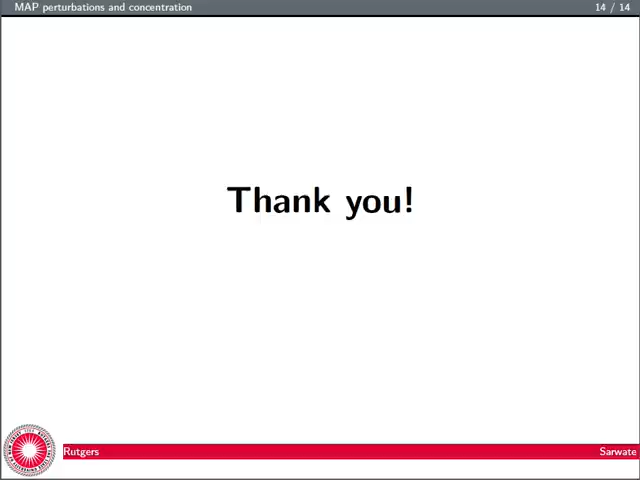 MAP perturbations and concentration
14 / 14
Thank you!
Rutgers
Sarwate